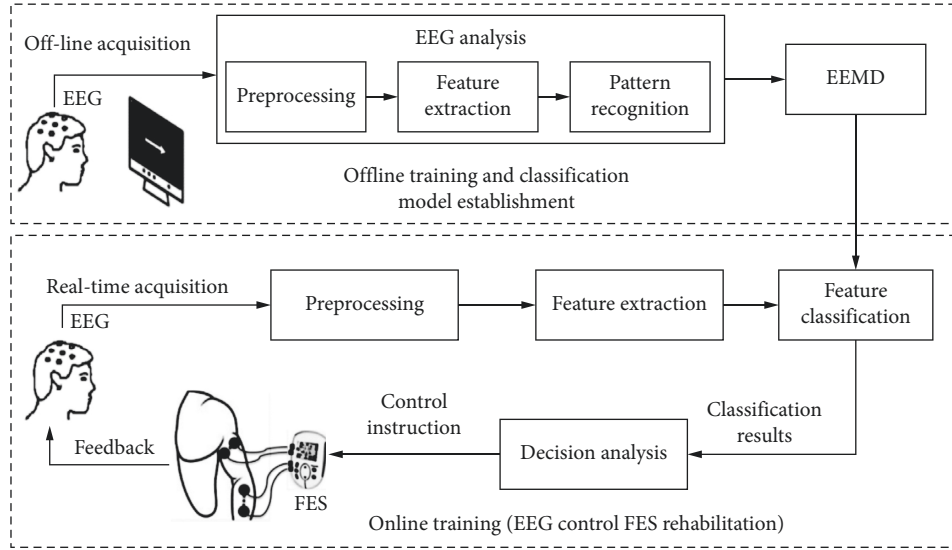 Off-line acquisition
EEG
EEG analysis
Preprocessing
Feature
extraction
Pattern
recognition
EEMD
Offline training and classification
model establishment
Real-time acquisition
EEG
Preprocessing
Feature extraction
Feature
classification
Classification
results
Decision analysis
Control
instruction
FES
Feedback
Online training (EEG control FES rehabilitation)